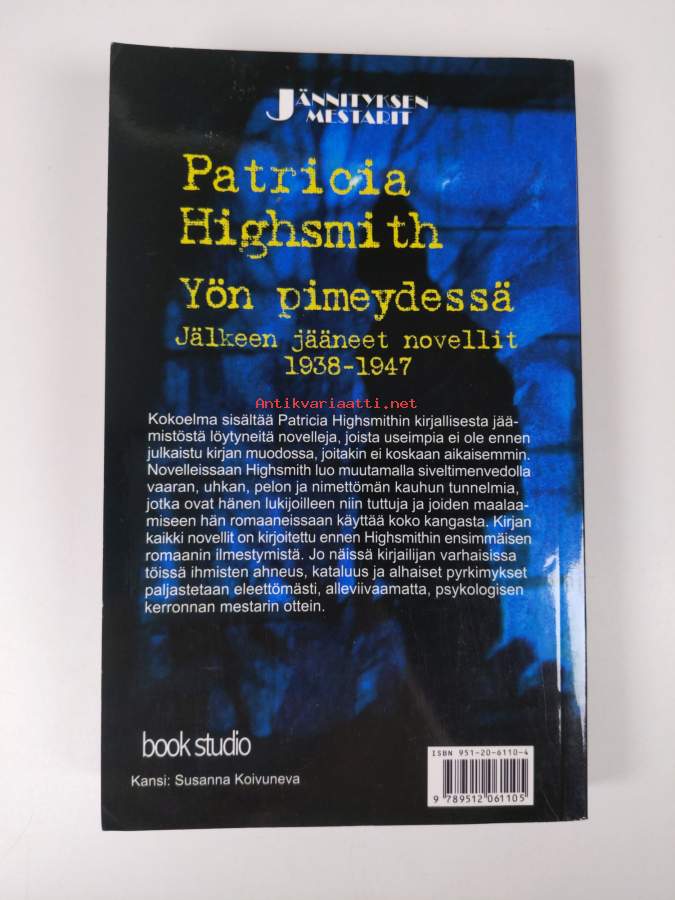 JÄNNITYKSEN
MESTARIT
Patricia
Highsmith
Yön pimeydessä
Jälkeen jääneet novellit
1938-1947
Antikvariaatti.net
Kokoelma sisältää Patricia Highsmithin kirjallisesta jää-
mistöstä löytyneitä novelleja, joista useimpia ei ole ennen
julkaistu kirjan muodossa, joitakin ei koskaan aikaisemmin.
Novelleissaan Highsmith luo muutamalla siveltimenvedolla
vaaran, uhkan, pelon ja nimettömän kauhun tunnelmia,
jotka ovat hänen lukijoilleen niin tuttuja ja joiden maalaa-
miseen hän romaaneissaan käyttää koko kangasta. Kirjan
kaikki novellit on kirjoitettu ennen Highsmithin ensimmäisen
romaanin ilmestymistä. Jo näissä kirjailijan varhaisissa
töissä ihmisten ahneus, kataluus ja alhaiset pyrkimykset
paljastetaan eleettömästi, alleviivaamatta, psykologisen
kerronnan mestarin ottein.
book studio
Kansi: Susanna Koivuneva
ISBN 951-20-6110-4
9 789512 061105